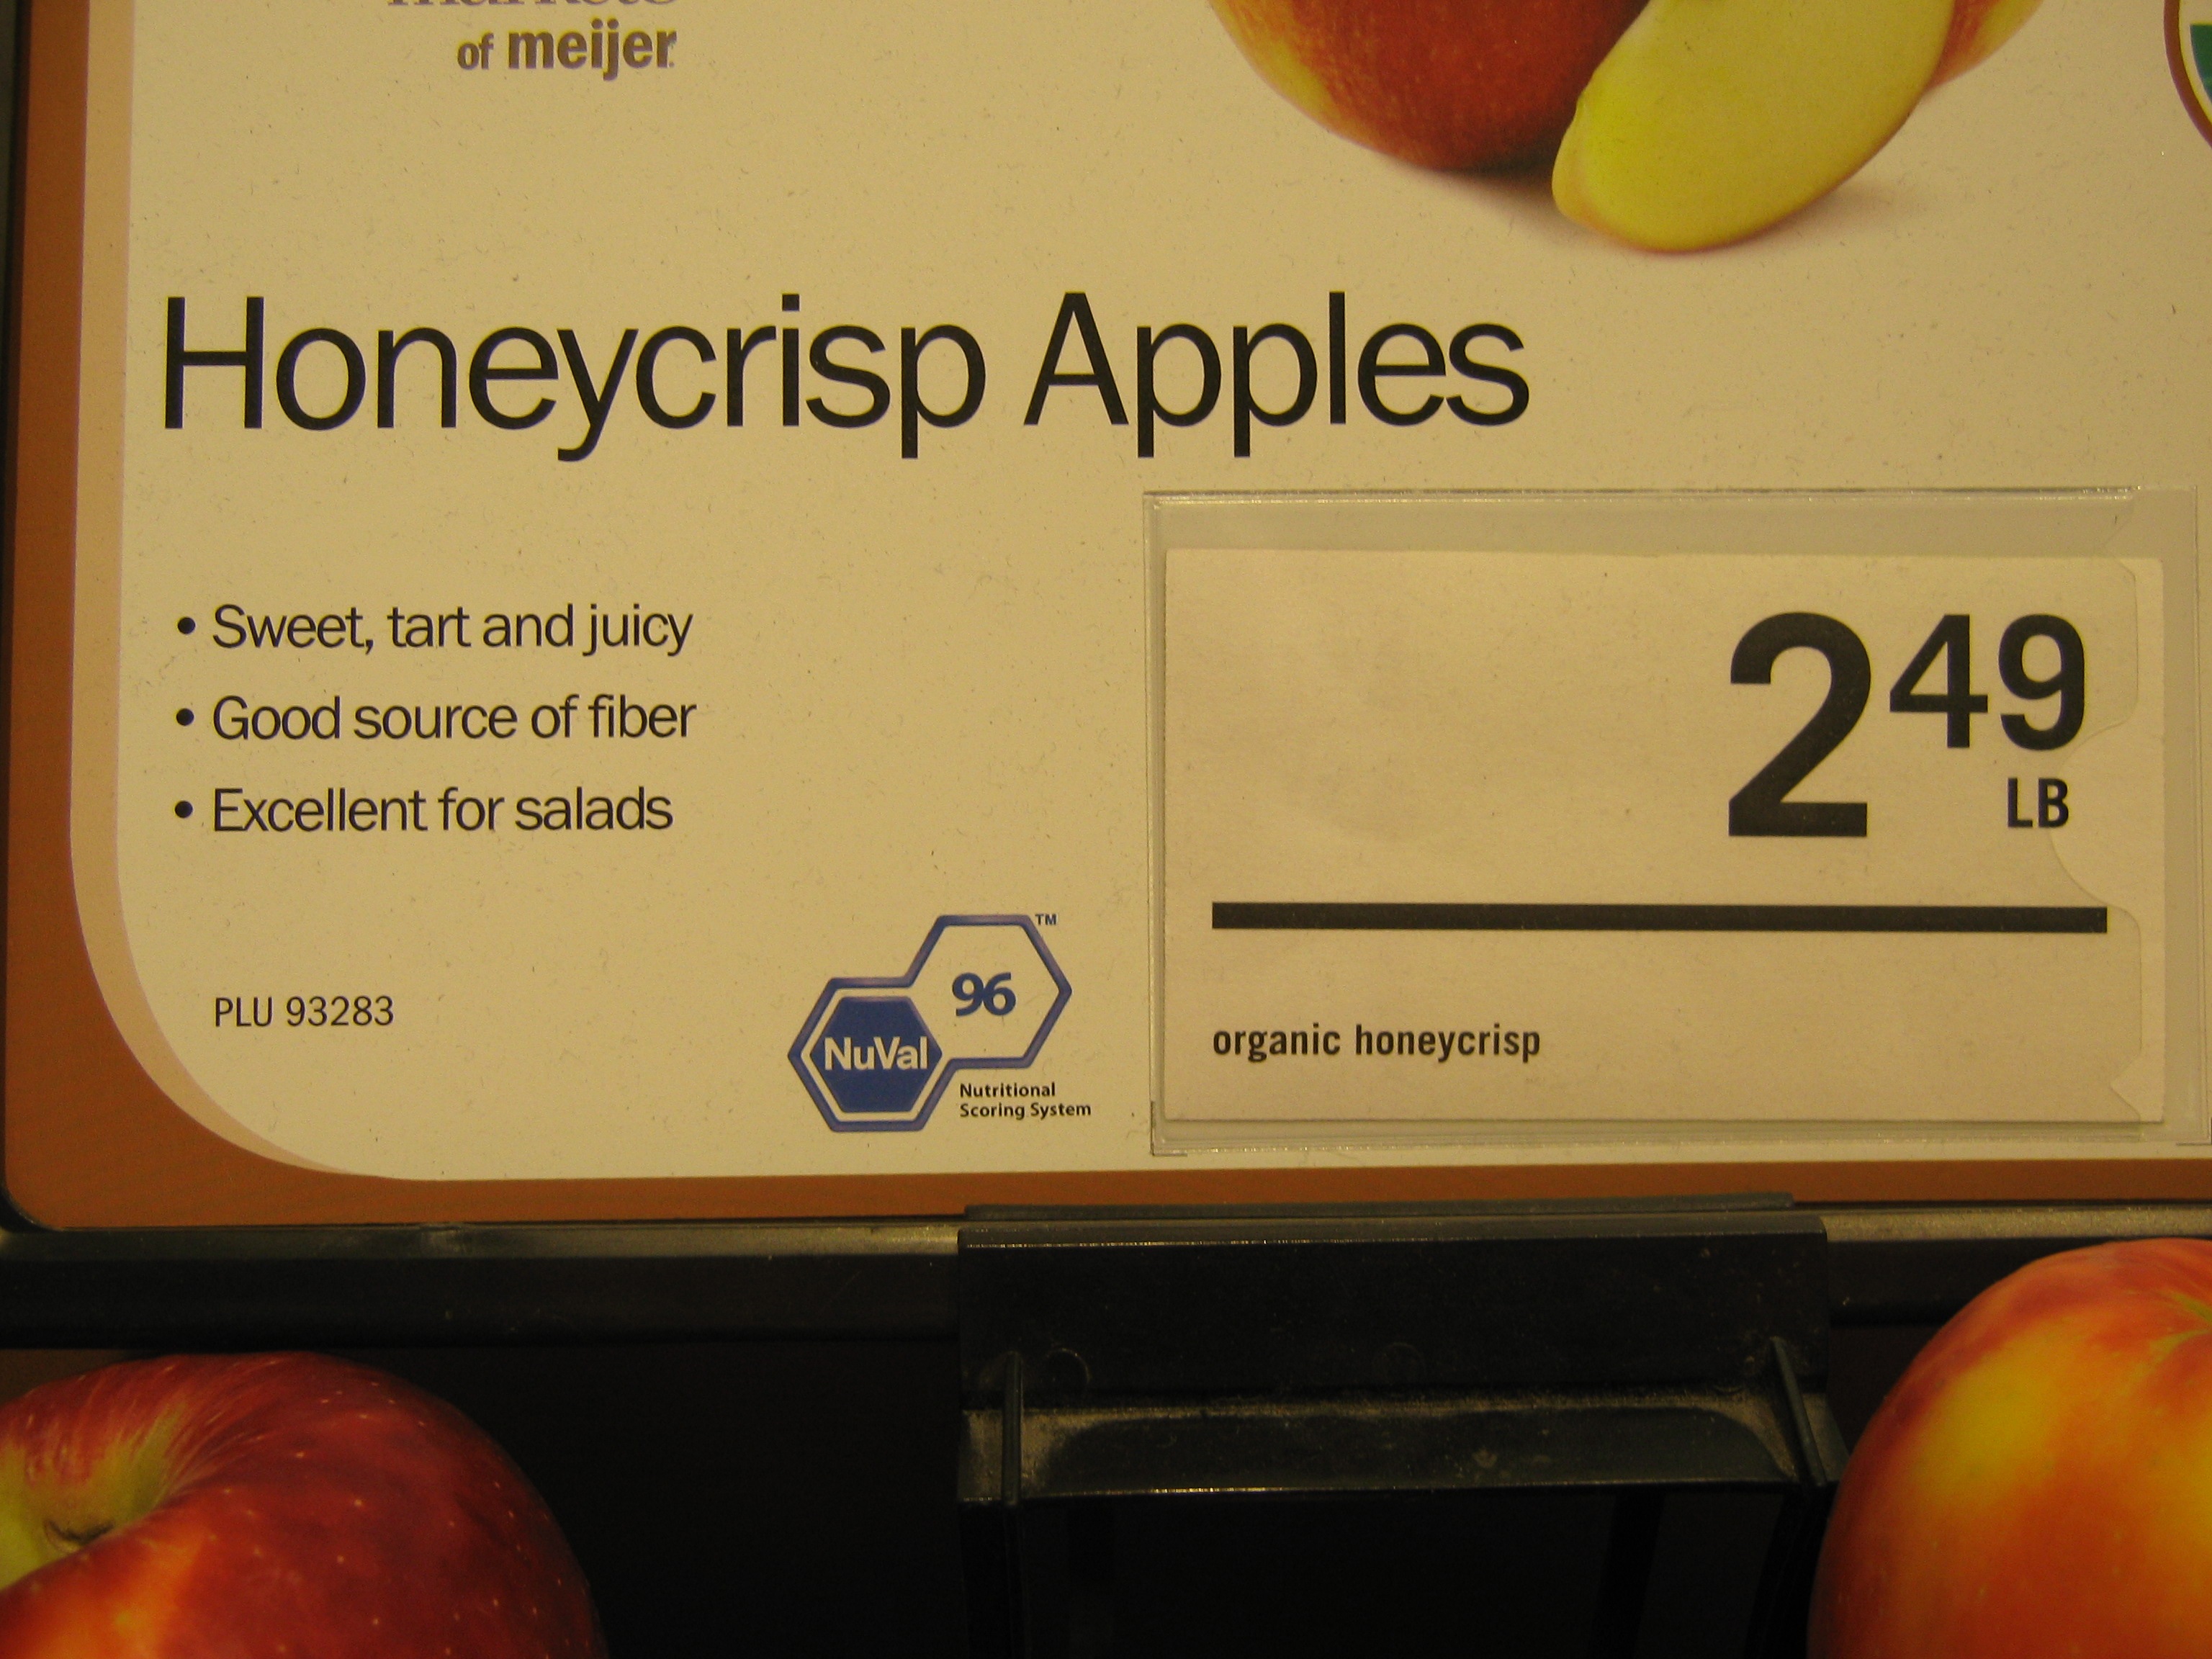 markets
of meijer
Honeycrisp Apples
• Sweet, tart and juicy
• Good source of fiber
• Excellent for salads
PLU 93283
96 ™
NuVal
Nutritional
Scoring System
2 49
LB
organic honeycrisp